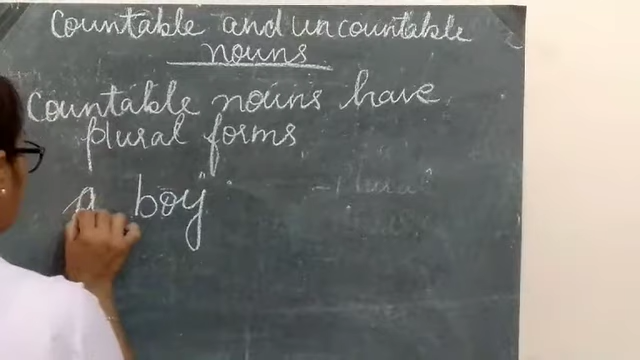 Countable and uncountable
nouns
Countable nouns have
plural forms
a boy